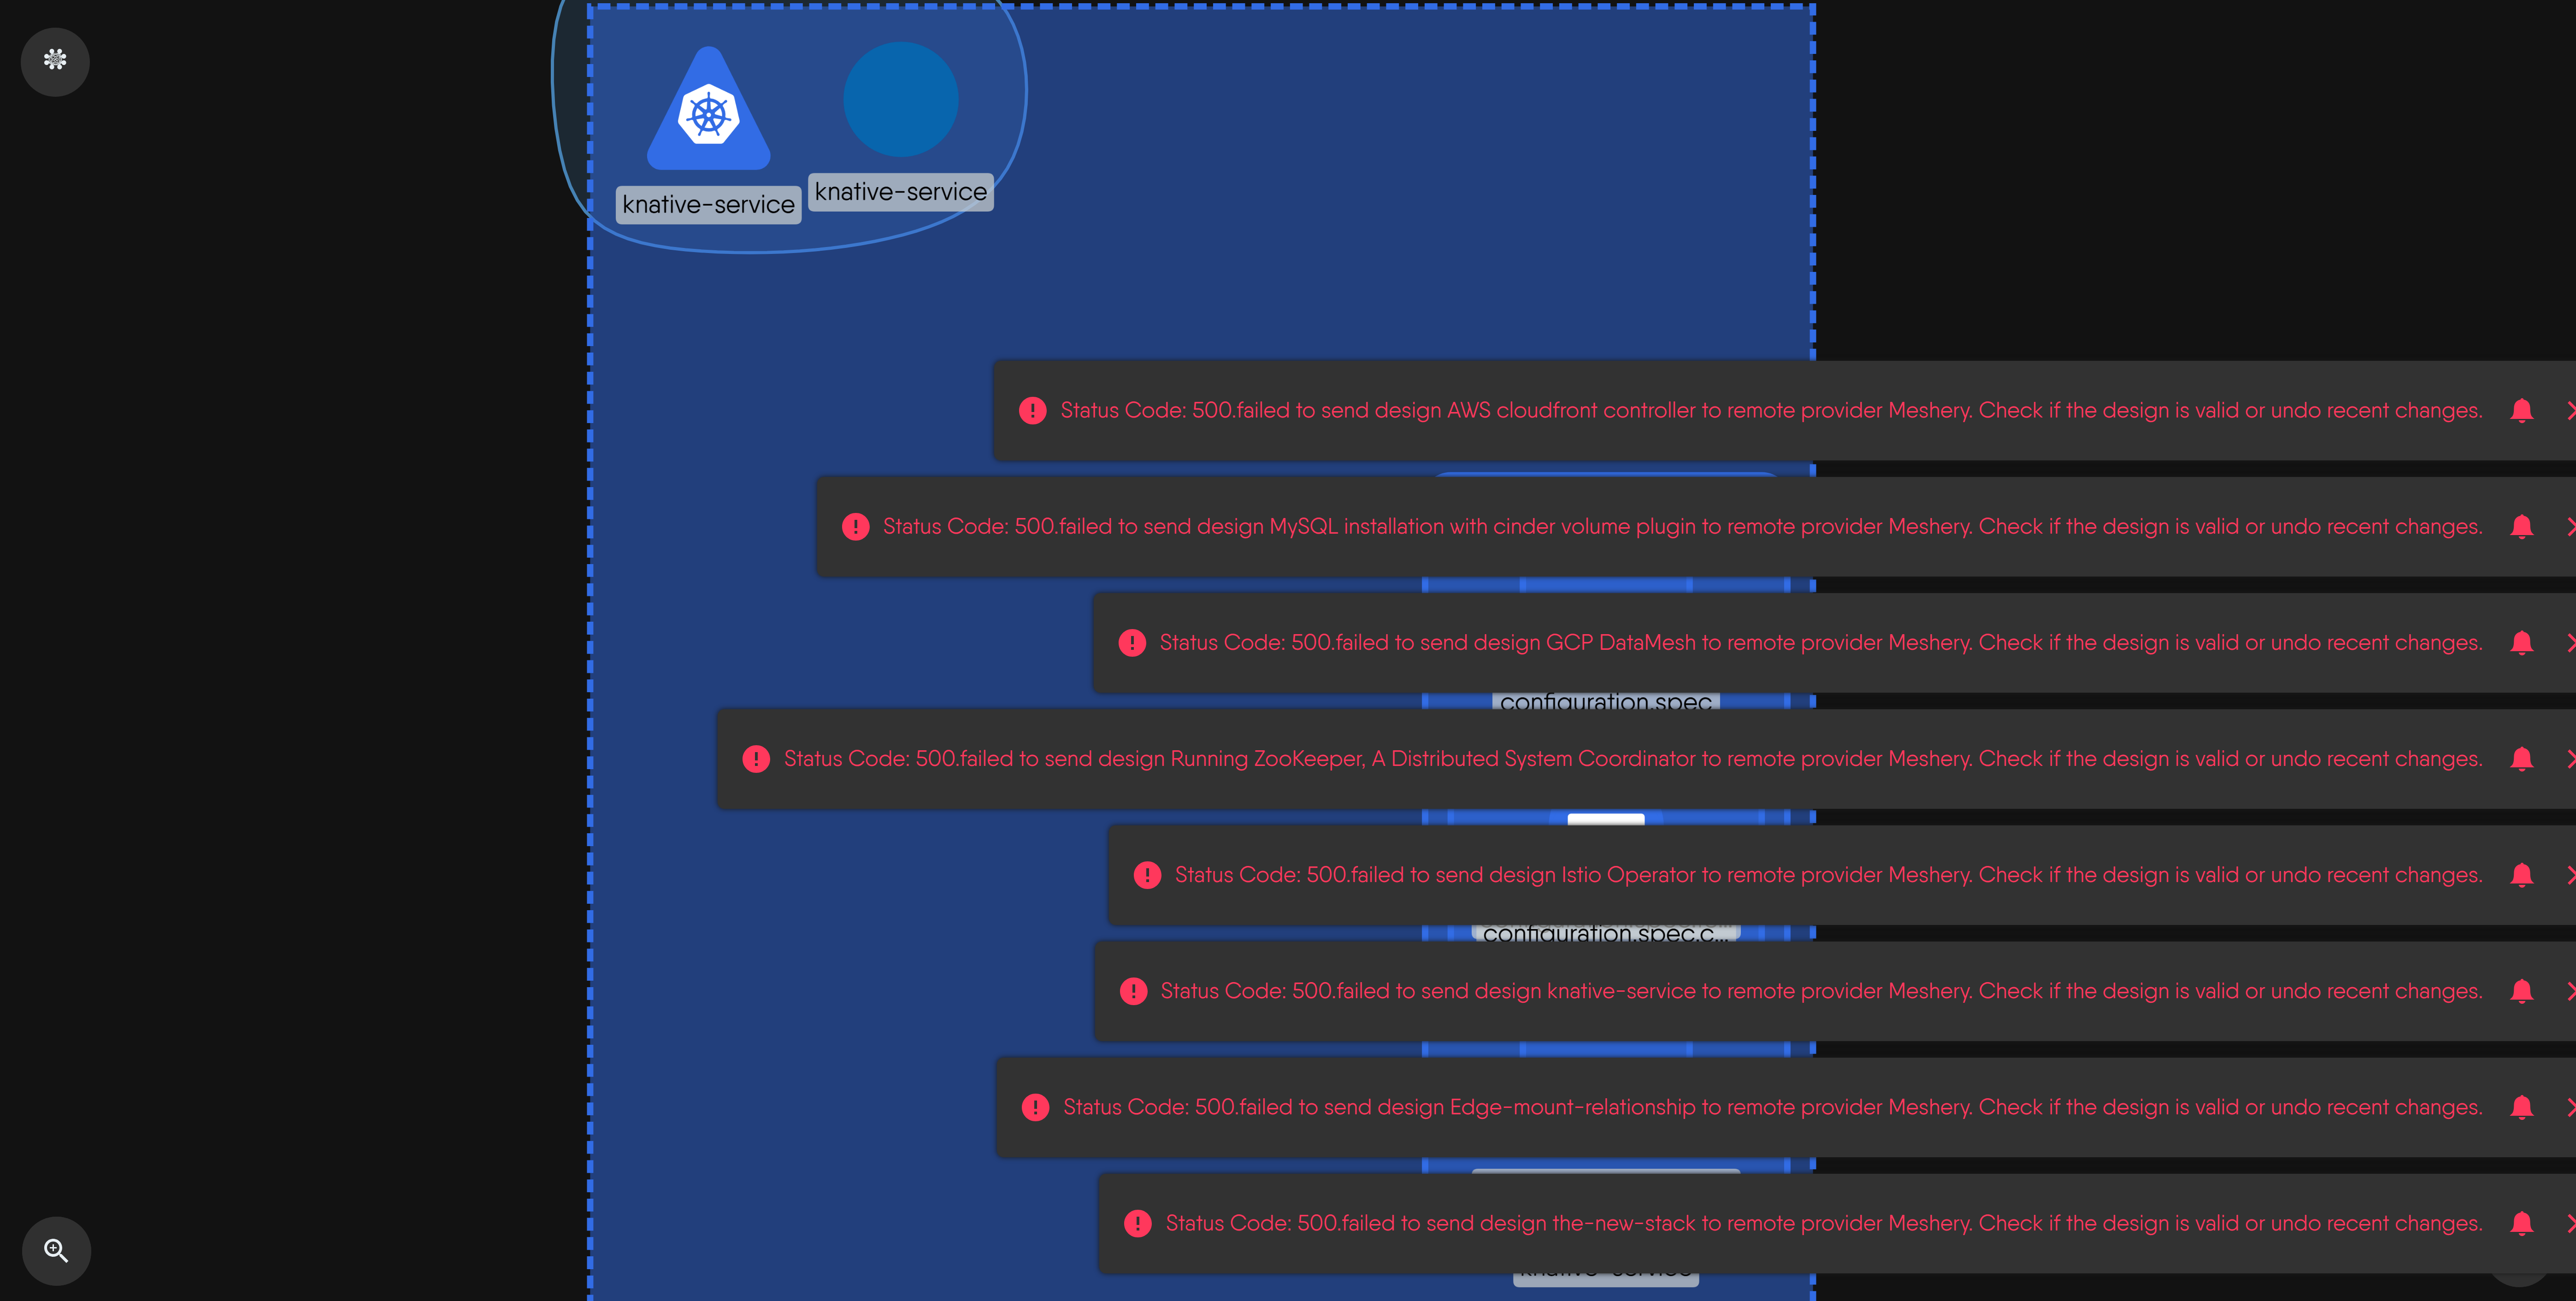 knative-service
knative-service
Status Code: 500.failed to send design AWS cloudfront controller to remote provider Meshery. Check if the design is valid or undo recent changes.
Status Code: 500.failed to send design MySQL installation with cinder volume plugin to remote provider Meshery. Check if the design is valid or undo recent changes.
Status Code: 500.failed to send design GCP DataMesh to remote provider Meshery. Check if the design is valid or undo recent changes.
configuration.spec
Status Code: 500.failed to send design Running ZooKeeper, A Distributed System Coordinator to remote provider Meshery. Check if the design is valid or undo recent changes.
Status Code: 500.failed to send design Istio Operator to remote provider Meshery. Check if the design is valid or undo recent changes.
configuration.spec.c...
Status Code: 500.failed to send design knative-service to remote provider Meshery. Check if the design is valid or undo recent changes.
Status Code: 500.failed to send design Edge-mount-relationship to remote provider Meshery. Check if the design is valid or undo recent changes.
Status Code: 500.failed to send design the-new-stack to remote provider Meshery. Check if the design is valid or undo recent changes.